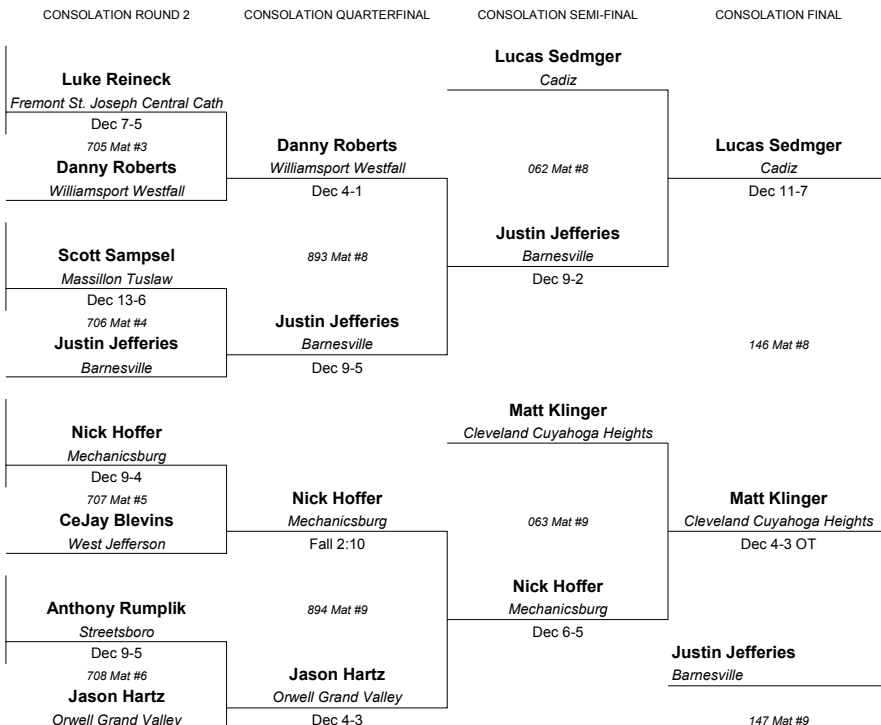 CONSOLATION ROUND 2
CONSOLATION QUARTERFINAL
CONSOLATION SEMI-FINAL
CONSOLATION FINAL
Luke Reineck
Fremont St. Joseph Central Cath
Dec 7-5
705 Mat #3
Danny Roberts
Williamsport Westfall
Scott Sampsel
Massillon Tuslaw
Dec 13-6
706 Mat #4
Justin Jefferies
Barnesville
Nick Hoffer
Mechanicsburg
Dec 9-4
707 Mat #5
CeJay Blevins
West Jefferson
Anthony Rumplik
Streetsboro
Dec 9-5
708 Mat #6
Jason Hartz
Orwell Grand Valley
Danny Roberts
Williamsport Westfall
Dec 4-1
893 Mat #8
Justin Jefferies
Barnesville
Dec 9-5
Nick Hoffer
Mechanicsburg
Fall 2:10
894 Mat #9
Jason Hartz
Orwell Grand Valley
Dec 4-3
Lucas Sedmger
Cadiz
062 Mat #8
Justin Jefferies
Barnesville
Dec 9-2
Matt Klinger
Cleveland Cuyahoga Heights
063 Mat #9
Nick Hoffer
Mechanicsburg
Dec 6-5
Lucas Sedmger
Cadiz
Dec 11-7
146 Mat #8
Matt Klinger
Cleveland Cuyahoga Heights
Dec 4-3 OT
Justin Jefferies
Barnesville
147 Mat #9